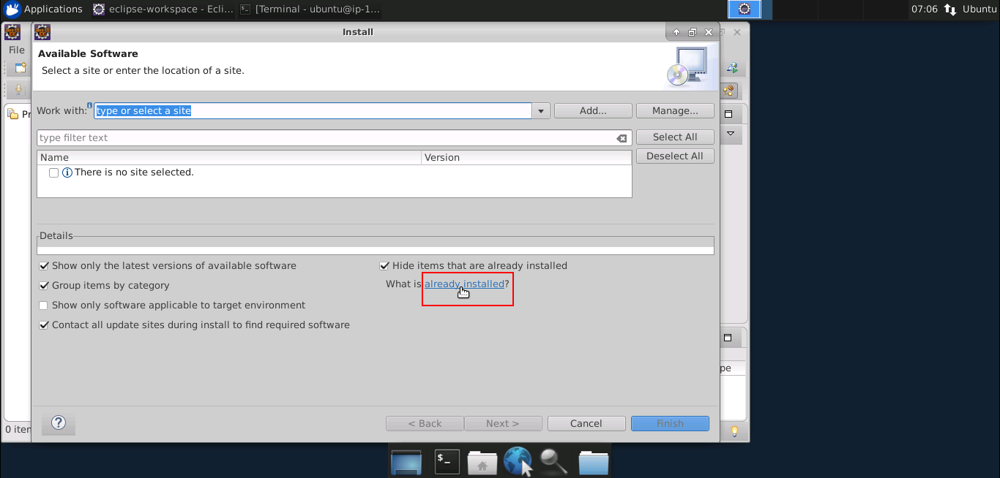 Applications eclipse-workspace - Ecli... [Terminal - ubuntu@ip-1... 07:06 Ubuntu
Install
File
Available Software
Select a site or enter the location of a site.
Work with: type or select a site Add... Manage...
type filter text Select All
Name Version Deselect All
There is no site selected.
Details
Show only the latest versions of available software Hide items that are already installed
Group items by category What is already installed?
Show only software applicable to target environment
Contact all update sites during install to find required software
pe
0 iten
? < Back Next > Cancel Finish
$_